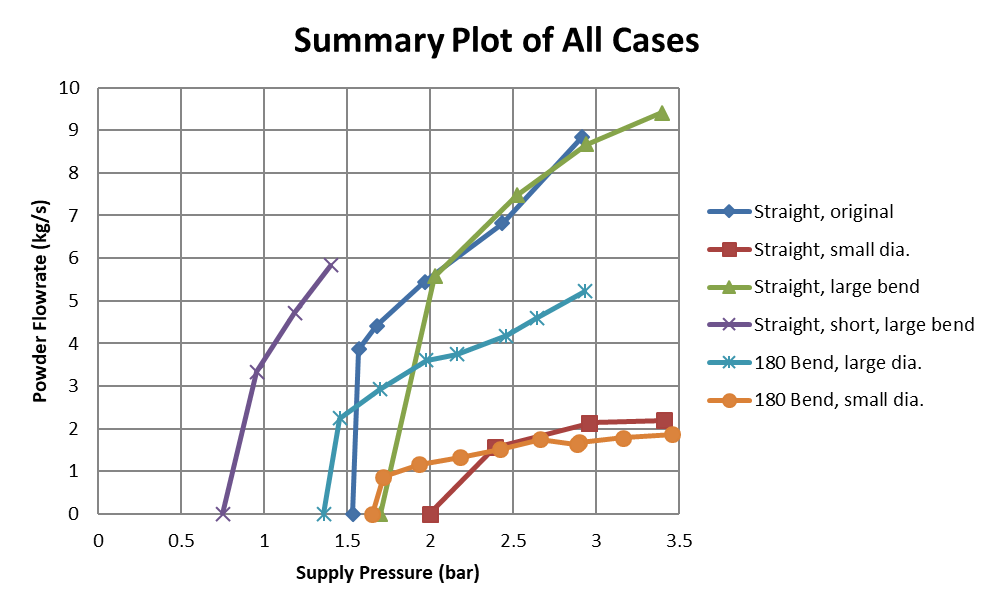 Summary Plot of All Cases
10
9
8
7
6
5
4
3
2
1
0
Powder Flowrate (kg/s)
0 0.5 1 1.5 2 2.5 3 3.5
Supply Pressure (bar)
Straight, original
Straight, small dia.
Straight, large bend
Straight, short, large bend
180 Bend, large dia.
180 Bend, small dia.